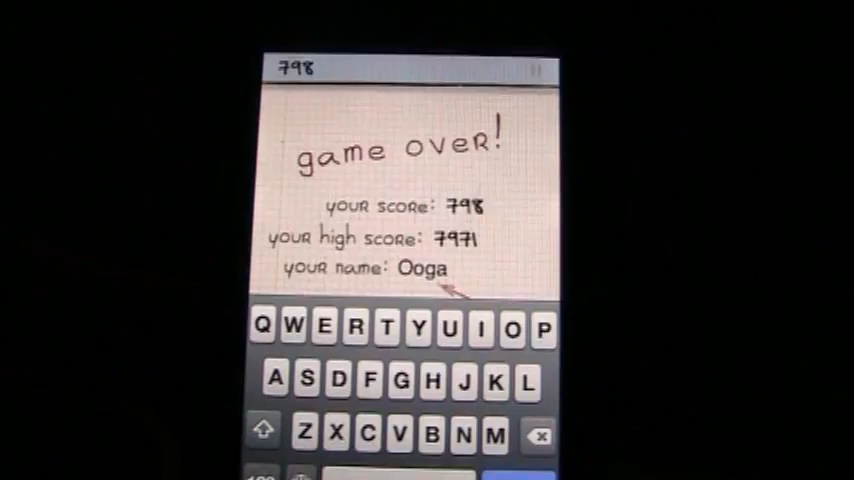 798
game over!
your score: 798
your high score: 7971
your name: Ooga
Q W E R T Y U I O P
A S D F G H J K L
Z X C V B N M